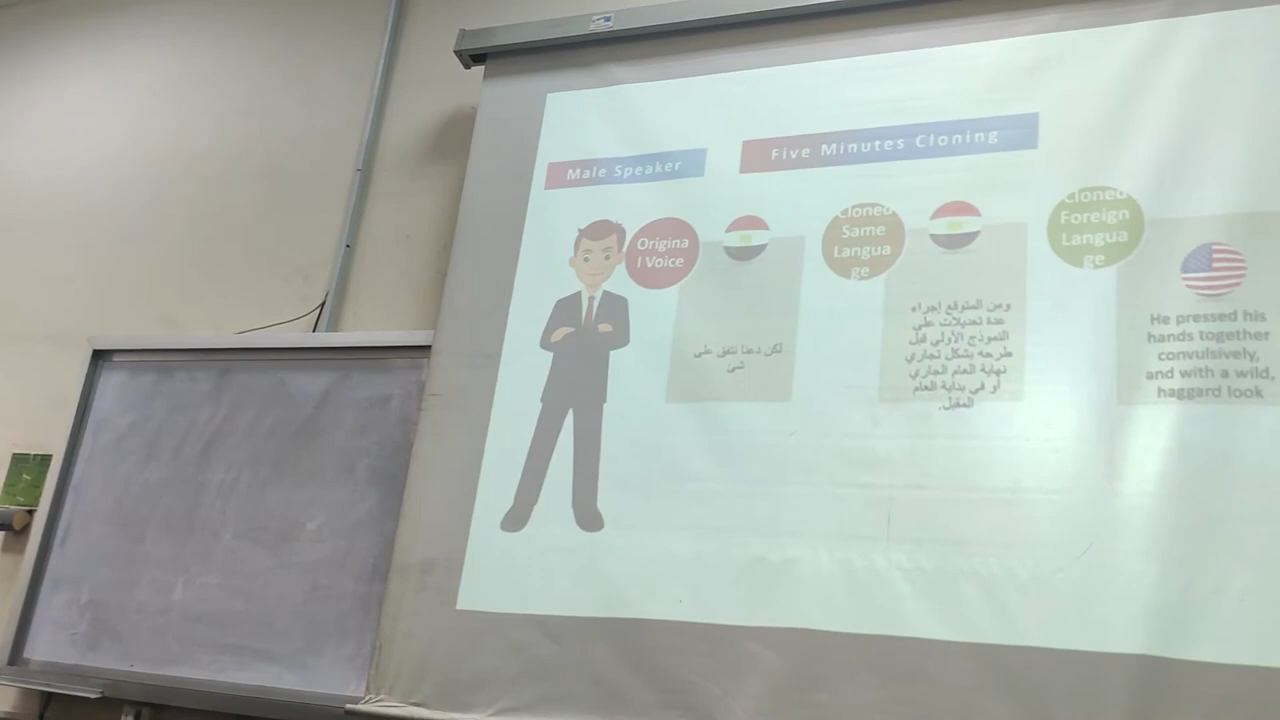 Male Speaker
Five Minutes Cloning
Origina
l Voice
لكن دعنا نتفق على
شئ
Cloned
Same
Langua
ge
ومن المتوقع إجراء
عدة تعديلات على
النموذج الأولي قبل
طرحه بشكل تجاري
نهاية العام الجاري
أو في بداية العام
المقبل.
Cloned
Foreign
Langua
ge
He pressed his
hands together
convulsively,
and with a wild,
haggard look